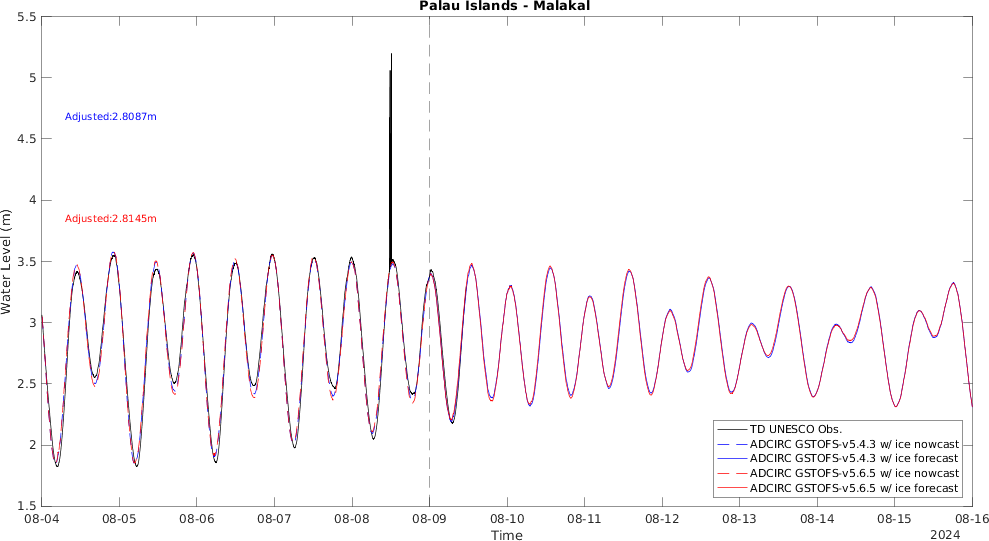 Palau Islands - Malakal
5.5
5
4.5
4
3.5
3
2.5
2
1.5
Water Level (m)
Adjusted:2.8087m
Adjusted:2.8145m
TD UNESCO Obs.
ADCIRC GSTOFS-v5.4.3 w/ ice nowcast
ADCIRC GSTOFS-v5.4.3 w/ ice forecast
ADCIRC GSTOFS-v5.6.5 w/ ice nowcast
ADCIRC GSTOFS-v5.6.5 w/ ice forecast
08-04 08-05 08-06 08-07 08-08 08-09 08-10 08-11 08-12 08-13 08-14 08-15 08-16
Time
2024